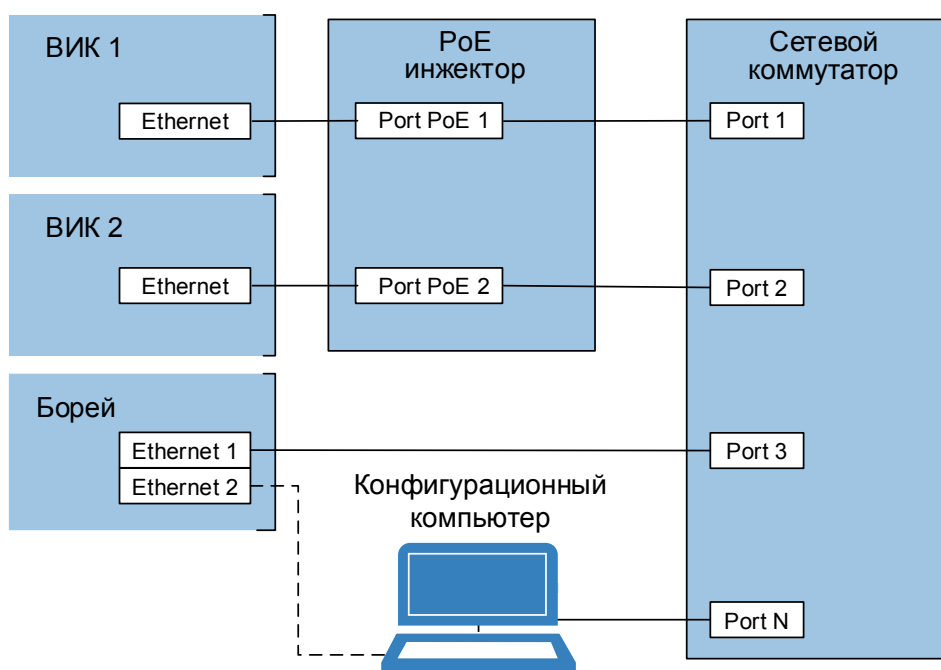 ВИК 1
Ethernet
PoE
инжектор
Port PoE 1
Сетевой
коммутатор
Port 1
ВИК 2
Ethernet
Port PoE 2
Port 2
Борей
Ethernet 1
Ethernet 2
Port 3
Конфигурационный
компьютер
Port N